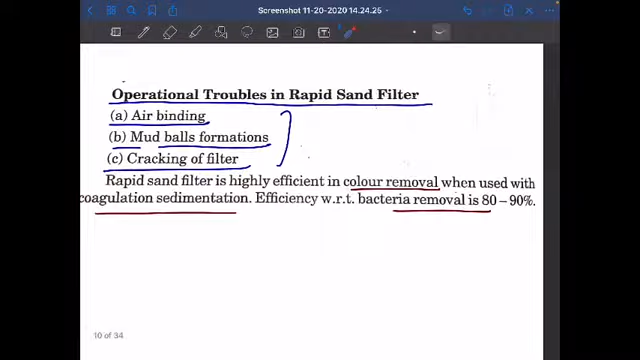 Screenshot 11-20-2020 14.24.25
Operational Troubles in Rapid Sand Filter
(a) Air binding
(b) Mud balls formations
(c) Cracking of filter
Rapid sand filter is highly efficient in colour removal when used with
coagulation sedimentation. Efficiency w.r.t. bacteria removal is 80 – 90%.
10 of 34